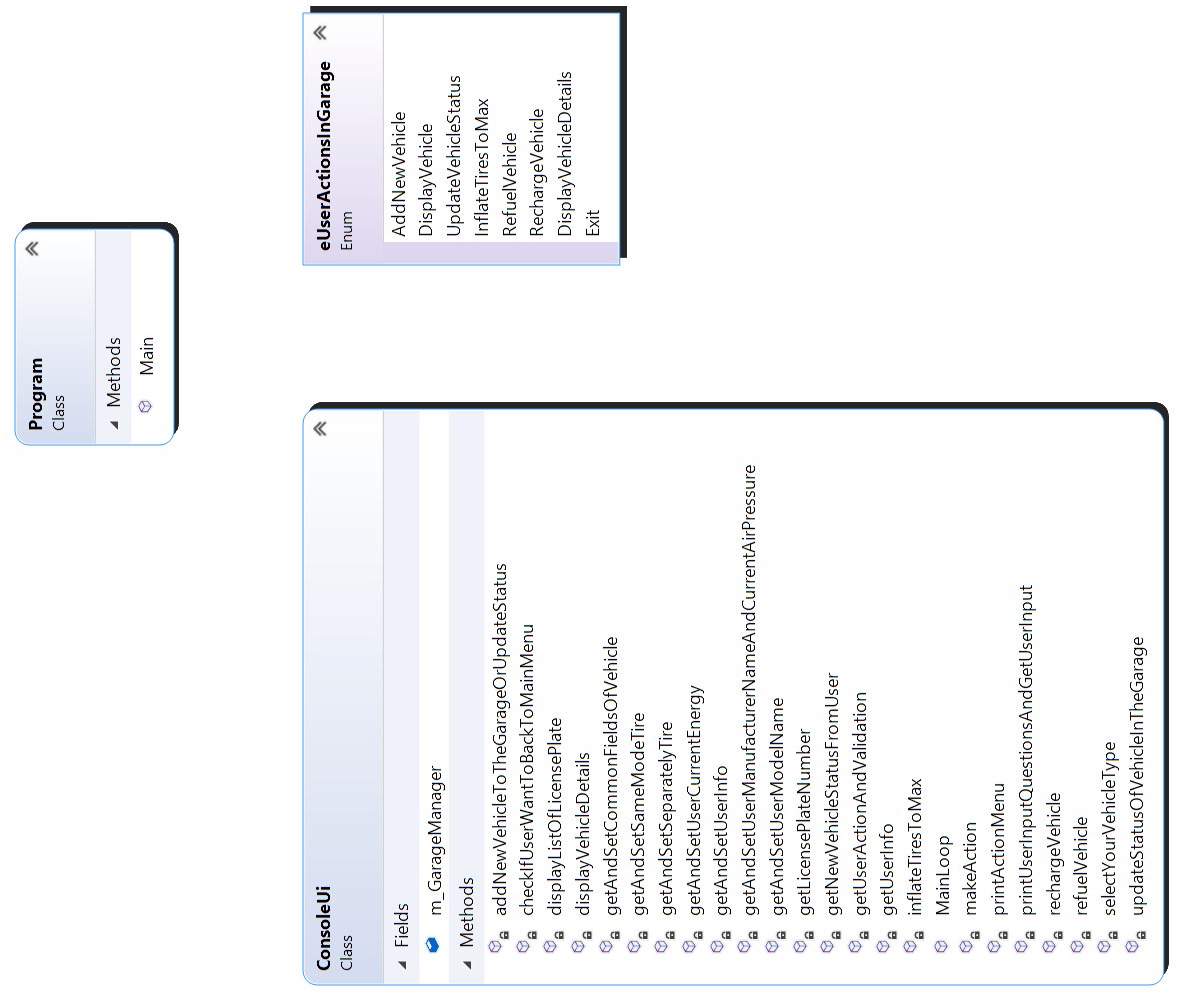 Program
Class
Methods
Main
ConsoleUi
Class
Fields
m_GarageManager
Methods
addNewVehicleToTheGarageOrUpdateStatus
checkIfUserWantToBackToMainMenu
displayListOfLicensePlate
displayVehicleDetails
getAndSetCommonFieldsOfVehicle
getAndSetSameModeTire
getAndSetSeparatelyTire
getAndSetUserCurrentEnergy
getAndSetUserInfo
getAndSetUserManufacturerNameAndCurrentAirPressure
getAndSetUserModelName
getLicensePlateNumber
getNewVehicleStatusFromUser
getUserActionAndValidation
getUserInfo
inflateTiresToMax
MainLoop
makeAction
printActionMenu
printUserInputQuestionsAndGetUserInput
rechargeVehicle
refuelVehicle
selectYourVehicleType
updateStatusOfVehicleInTheGarage
eUserActionsInGarage
Enum
AddNewVehicle
DisplayVehicle
UpdateVehicleStatus
InflateTiresToMax
RefuelVehicle
RechargeVehicle
DisplayVehicleDetails
Exit